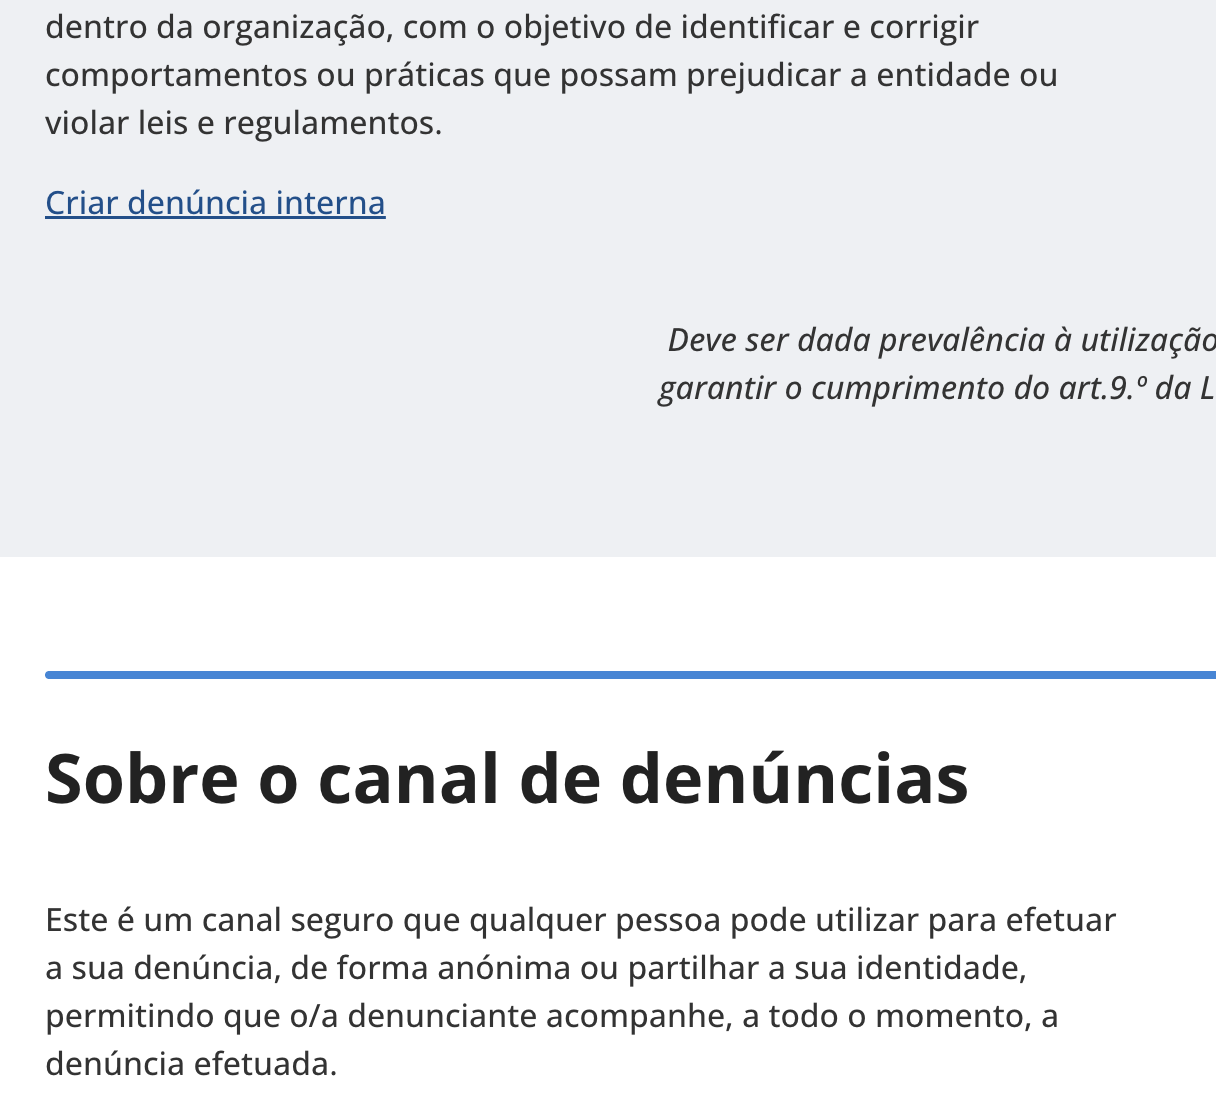 dentro da organização, com o objetivo de identificar e corrigir
comportamentos ou práticas que possam prejudicar a entidade ou
violar leis e regulamentos.
Criar denúncia interna
Deve ser dada prevalência à utilização
garantir o cumprimento do art.9.º da L
Sobre o canal de denúncias
Este é um canal seguro que qualquer pessoa pode utilizar para efetuar
a sua denúncia, de forma anónima ou partilhar a sua identidade,
permitindo que o/a denunciante acompanhe, a todo o momento, a
denúncia efetuada.